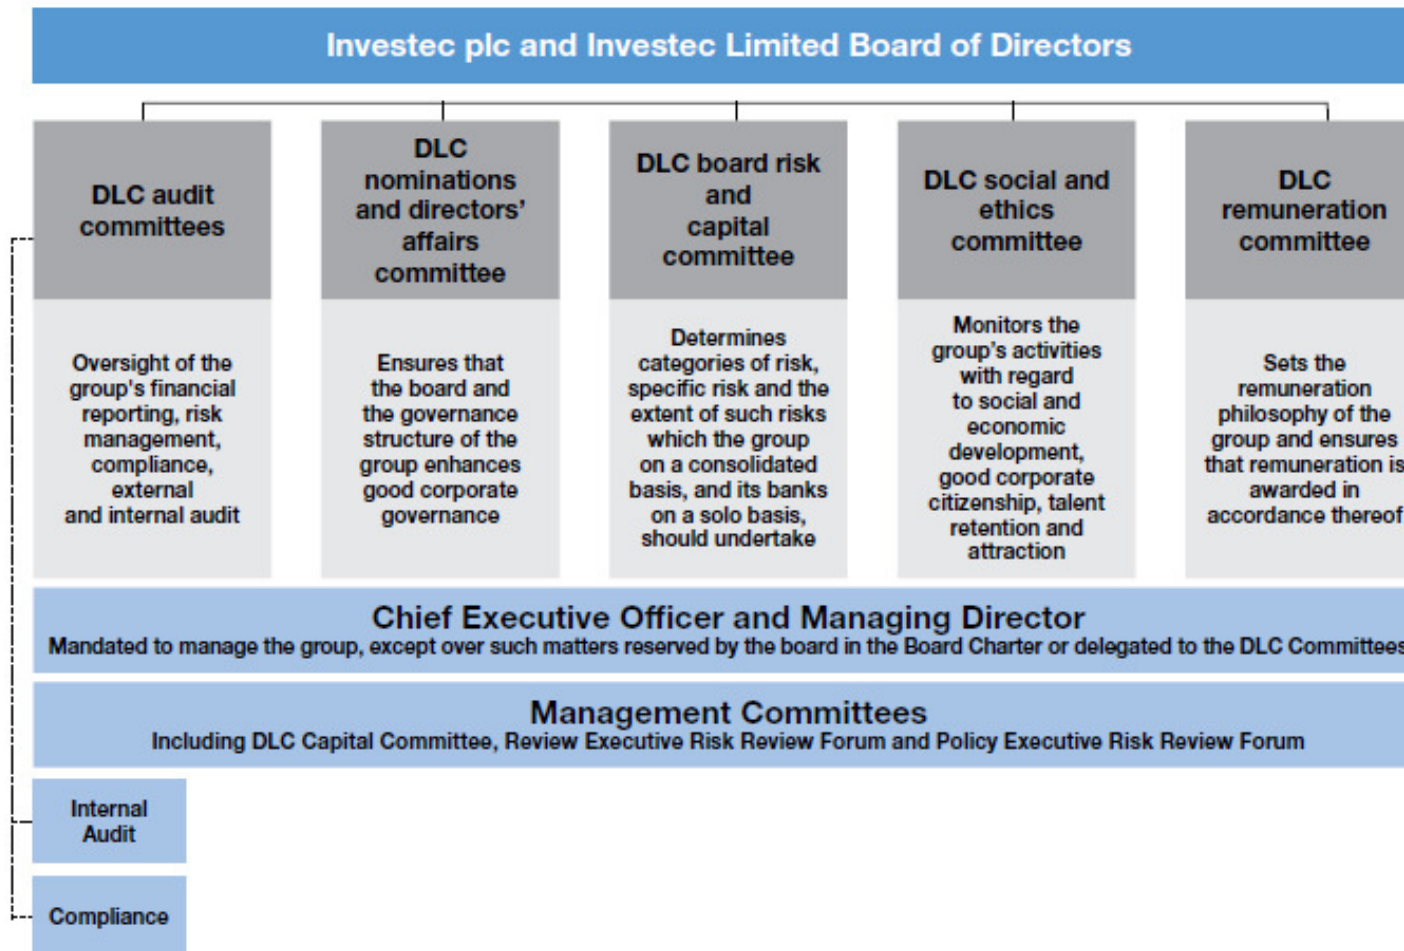 Investec plc and Investec Limited Board of Directors
DLC audit
committees
DLC
nominations
and directors’
affairs
committee
DLC board risk
and
capital
committee
DLC social and
ethics
committee
DLC
remuneration
committee
Oversight of the
group's financial
reporting, risk
management,
compliance,
external
and internal audit
Ensures that
the board and
the governance
structure of the
group enhances
good corporate
governance
Determines
categories of risk,
specific risk and the
extent of such risks
which the group
on a consolidated
basis, and its banks
on a solo basis,
should undertake
Monitors the
group’s activities
with regard
to social and
economic
development,
good corporate
citizenship, talent
retention and
attraction
Sets the
remuneration
philosophy of the
group and ensures
that remuneration is
awarded in
accordance thereof
Chief Executive Officer and Managing Director
Mandated to manage the group, except over such matters reserved by the board in the Board Charter or delegated to the DLC Committees
Management Committees
Including DLC Capital Committee, Review Executive Risk Review Forum and Policy Executive Risk Review Forum
Internal
Audit
Compliance